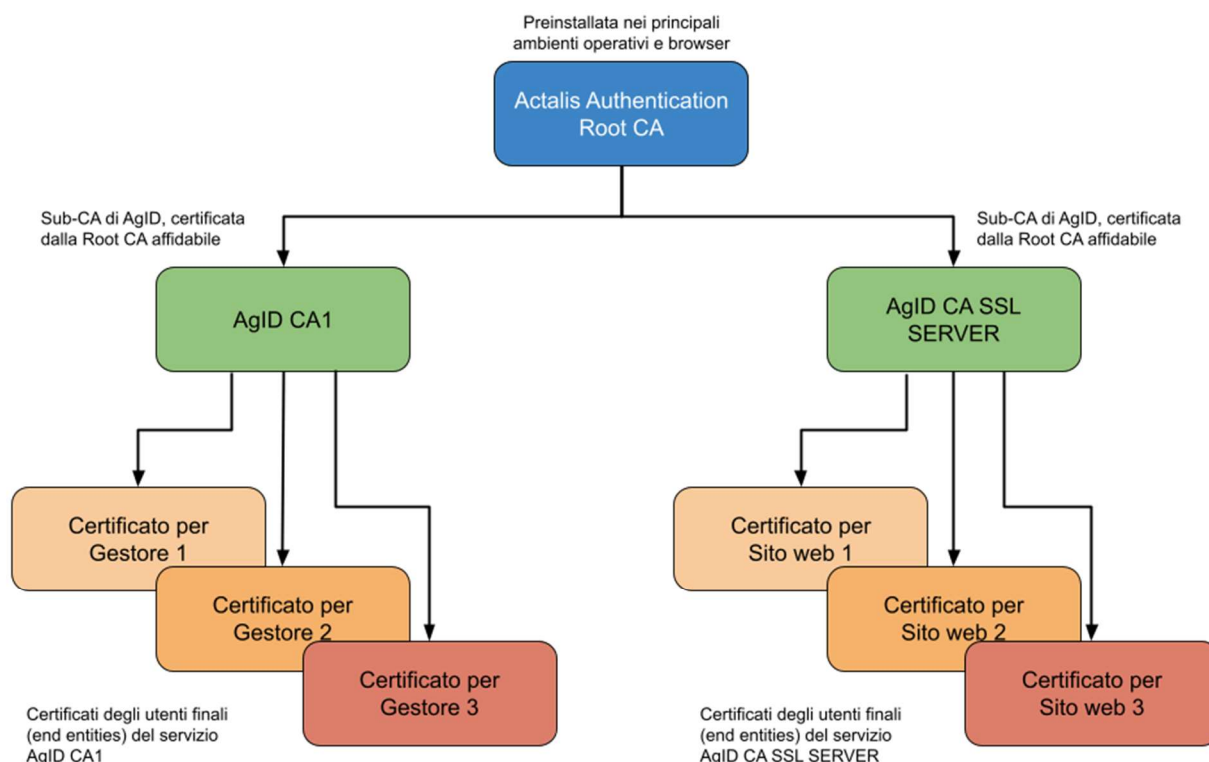 Preinstallata nei principali
ambienti operativi e browser
Actalis Authentication
Root CA
Sub-CA di AgID, certificata
dalla Root CA affidabile
Sub-CA di AgID, certificata
dalla Root CA affidabile
AgID CA1
AgID CA SSL
SERVER
Certificato per
Gestore 1
Certificato per
Gestore 2
Certificato per
Gestore 3
Certificato per
Sito web 1
Certificato per
Sito web 2
Certificato per
Sito web 3
Certificati degli utenti finali
(end entities) del servizio
AgID CA1
Certificati degli utenti finali
(end entities) del servizio
AgID CA SSL SERVER